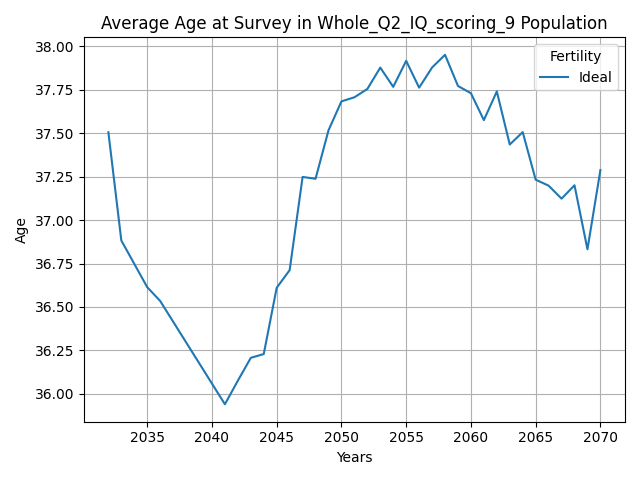 Average Age at Survey in Whole_Q2_IQ_scoring_9 Population
38.00
37.75
37.50
37.25
37.00
36.75
36.50
36.25
36.00
Age
Fertility
Ideal
2035 2040 2045 2050 2055 2060 2065 2070
Years